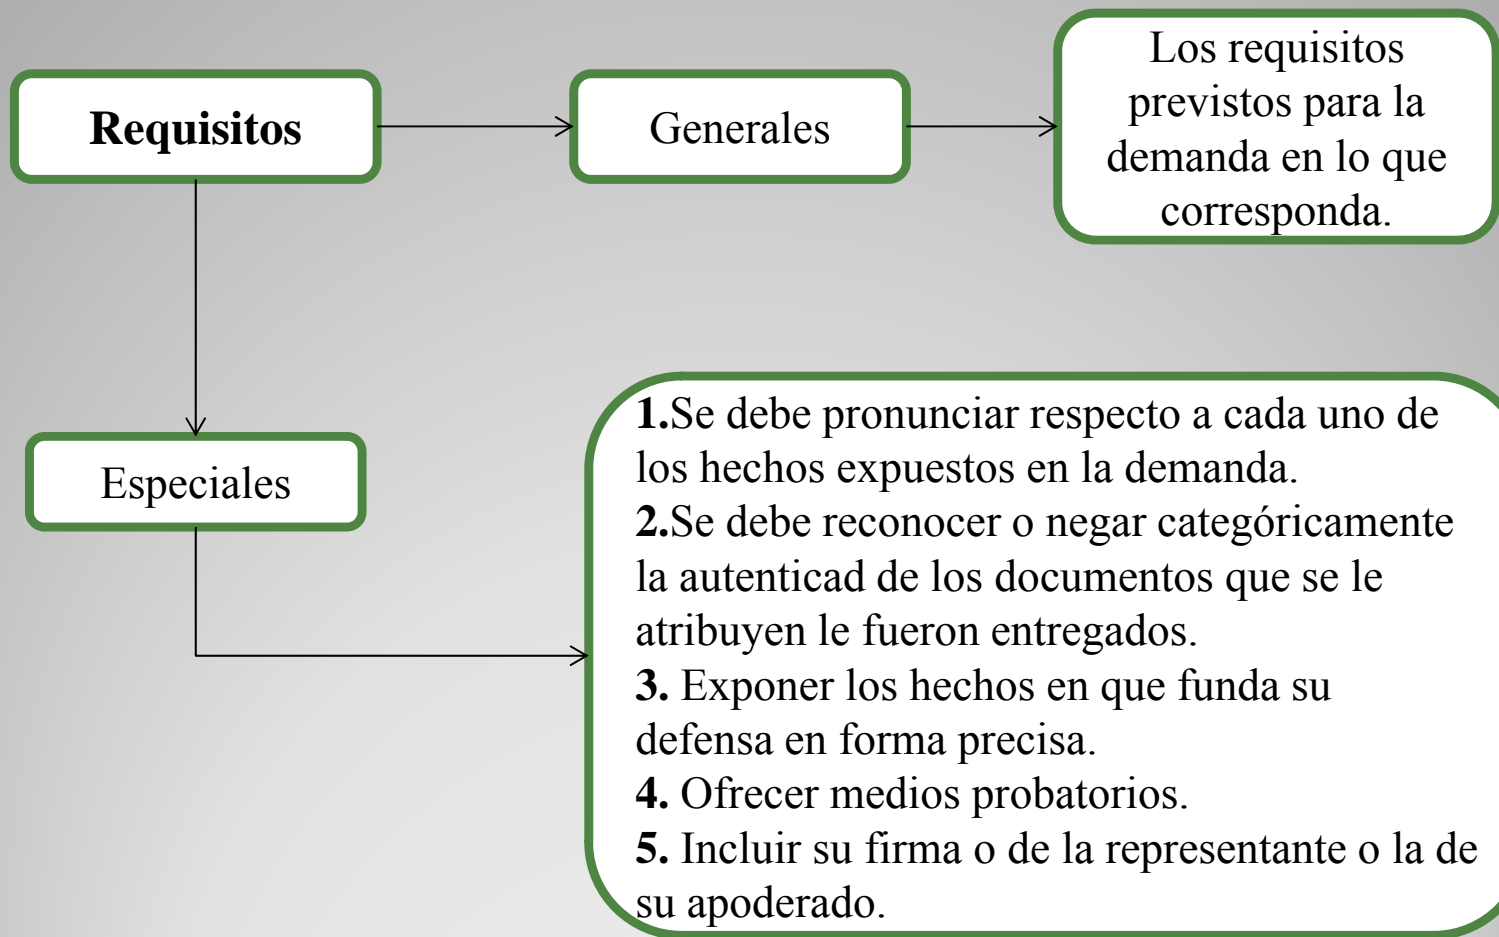 Requisitos
Generales
Los requisitos
previstos para la
demanda en lo que
corresponda.
Especiales
1.Se debe pronunciar respecto a cada uno de
los hechos expuestos en la demanda.
2.Se debe reconocer o negar categóricamente
la autenticad de los documentos que se le
atribuyen le fueron entregados.
3. Exponer los hechos en que funda su
defensa en forma precisa.
4. Ofrecer medios probatorios.
5. Incluir su firma o de la representante o la de
su apoderado.